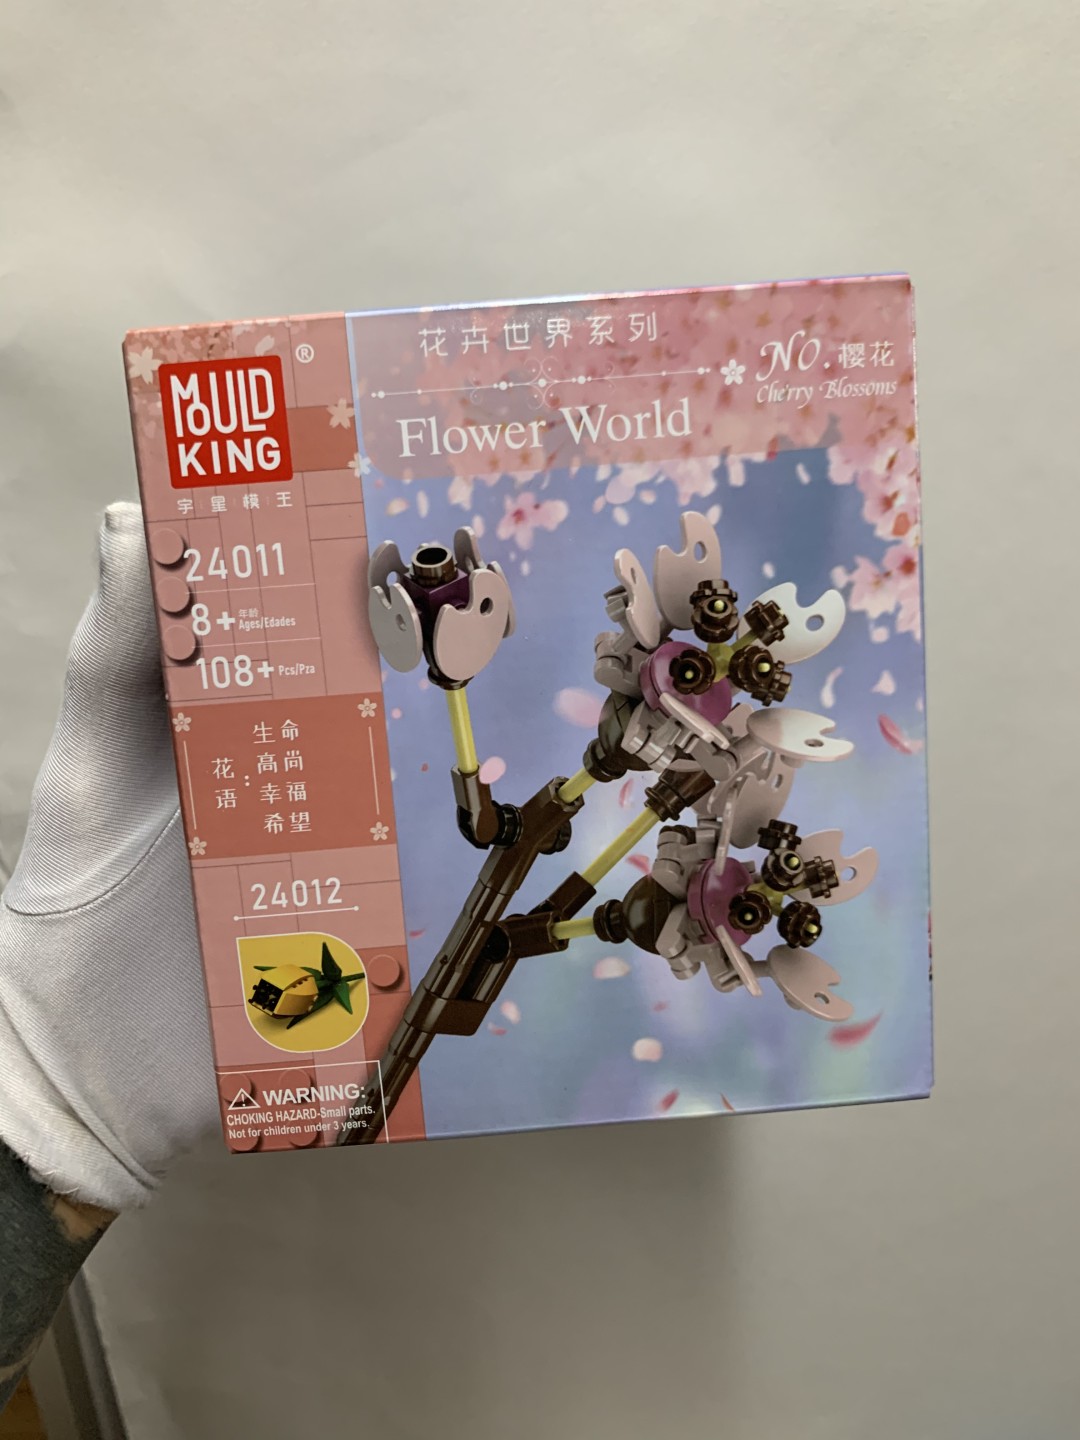 花卉世界系列
NO.樱花
Cherry Blossoms
Flower World
MOULD
KING
®
宇星模王
24011
8+ 年龄 Ages/Edades
108+ Pcs/Pza
花语:
生命
高尚
幸福
希望
24012
WARNING:
CHOKING HAZARD-Small parts.
Not for children under 3 years.